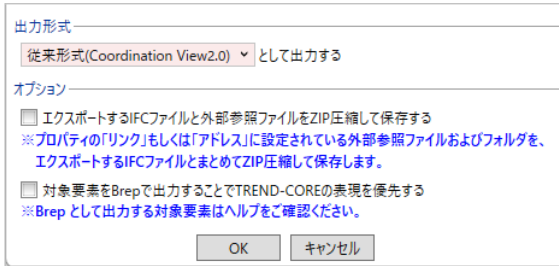 出力形式
従来形式(Coordination View2.0) として出力する
オプション
エクスポートするIFCファイルと外部参照ファイルをZIP圧縮して保存する
※プロパティの「リンク」もしくは「アドレス」に設定されている外部参照ファイルおよびフォルダを、
エクスポートするIFCファイルとまとめてZIP圧縮して保存します。
対象要素をBrepで出力することでTREND-COREの表現を優先する
※Brep として出力する対象要素はヘルプをご確認ください。
OK キャンセル